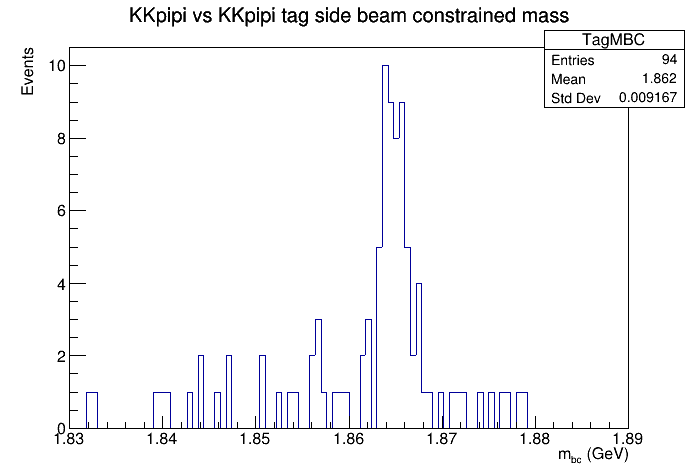 KKpipi vs KKpipi tag side beam constrained mass
TagMBC
Entries 94
Mean 1.862
Std Dev 0.009167
Events
10
8
6
4
2
0
1.83 1.84 1.85 1.86 1.87 1.88 1.89
m_bc (GeV)